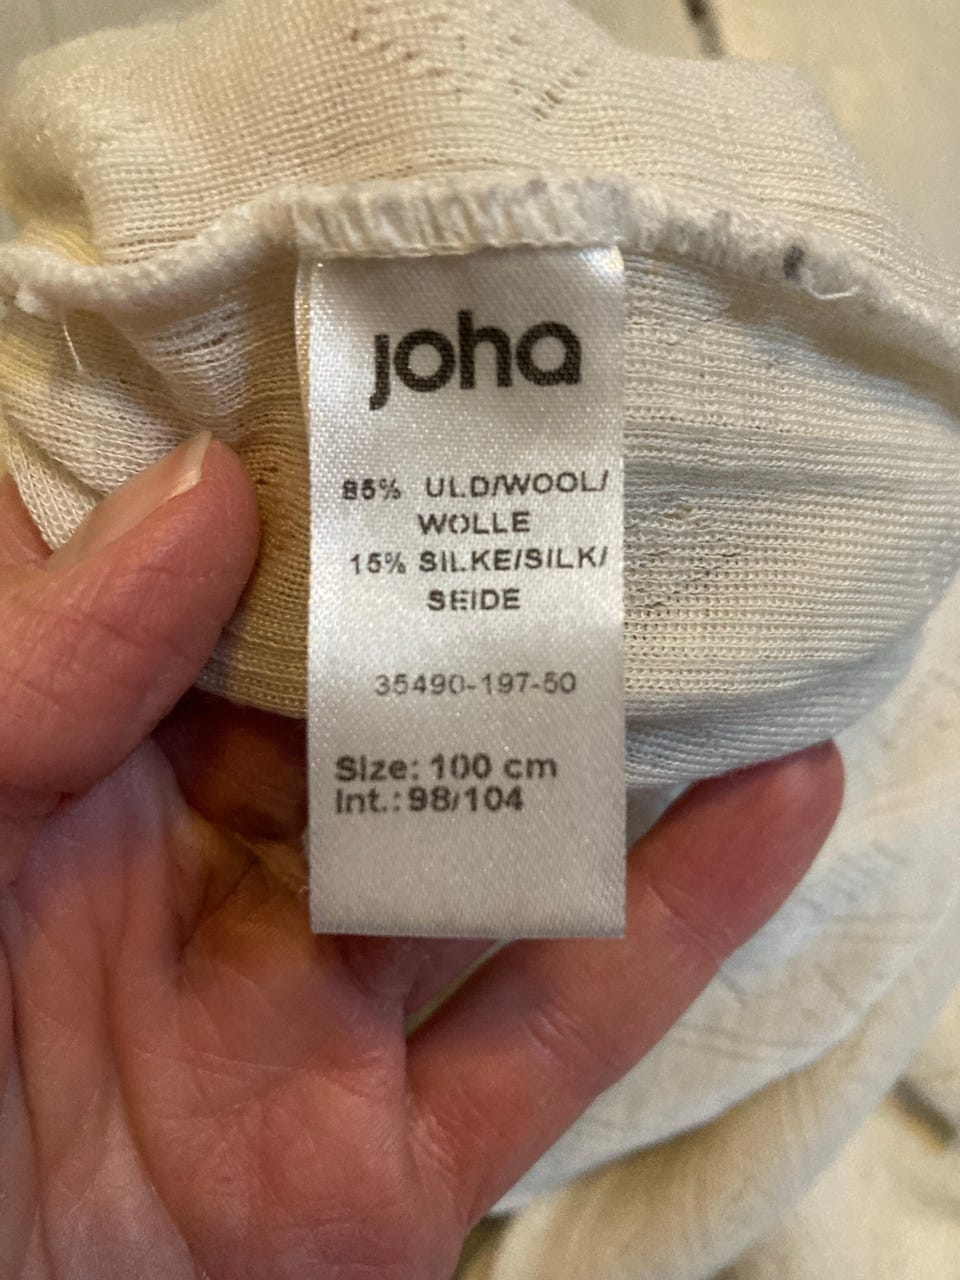 joha
85% ULD/WOOL/
WOLLE
15% SILKE/SILK/
SEIDE
35490-197-50
Size: 100 cm
Int.: 98/104